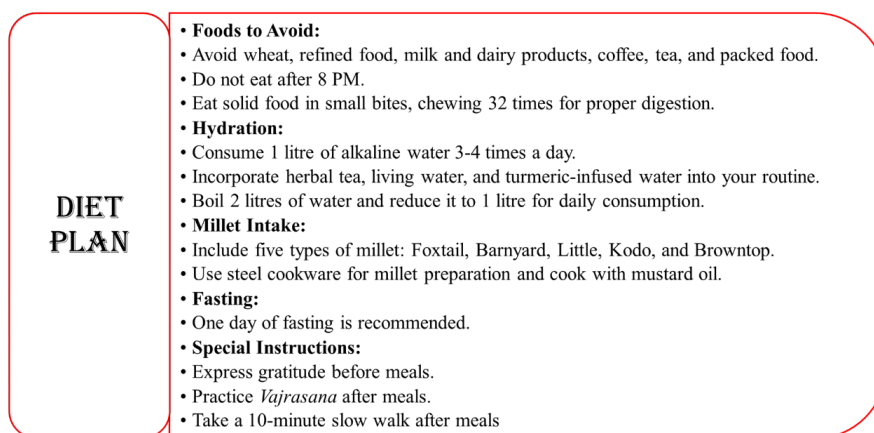 DIET
PLAN
• Foods to Avoid:
• Avoid wheat, refined food, milk and dairy products, coffee, tea, and packed food.
• Do not eat after 8 PM.
• Eat solid food in small bites, chewing 32 times for proper digestion.
• Hydration:
• Consume 1 litre of alkaline water 3-4 times a day.
• Incorporate herbal tea, living water, and turmeric-infused water into your routine.
• Boil 2 litres of water and reduce it to 1 litre for daily consumption.
• Millet Intake:
• Include five types of millet: Foxtail, Barnyard, Little, Kodo, and Browntop.
• Use steel cookware for millet preparation and cook with mustard oil.
• Fasting:
• One day of fasting is recommended.
• Special Instructions:
• Express gratitude before meals.
• Practice Vajrasana after meals.
• Take a 10-minute slow walk after meals